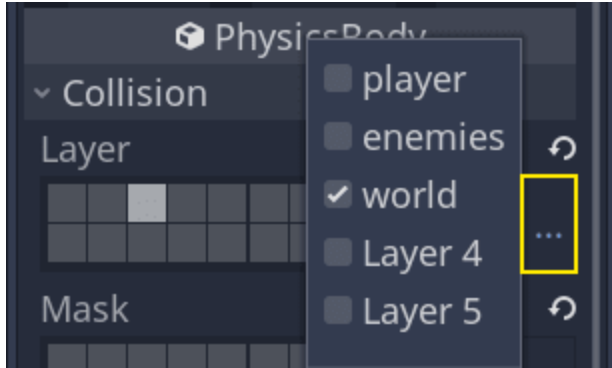 PhysicsBody
Collision
Layer
player
enemies
world
Layer 4
Layer 5
...
Mask